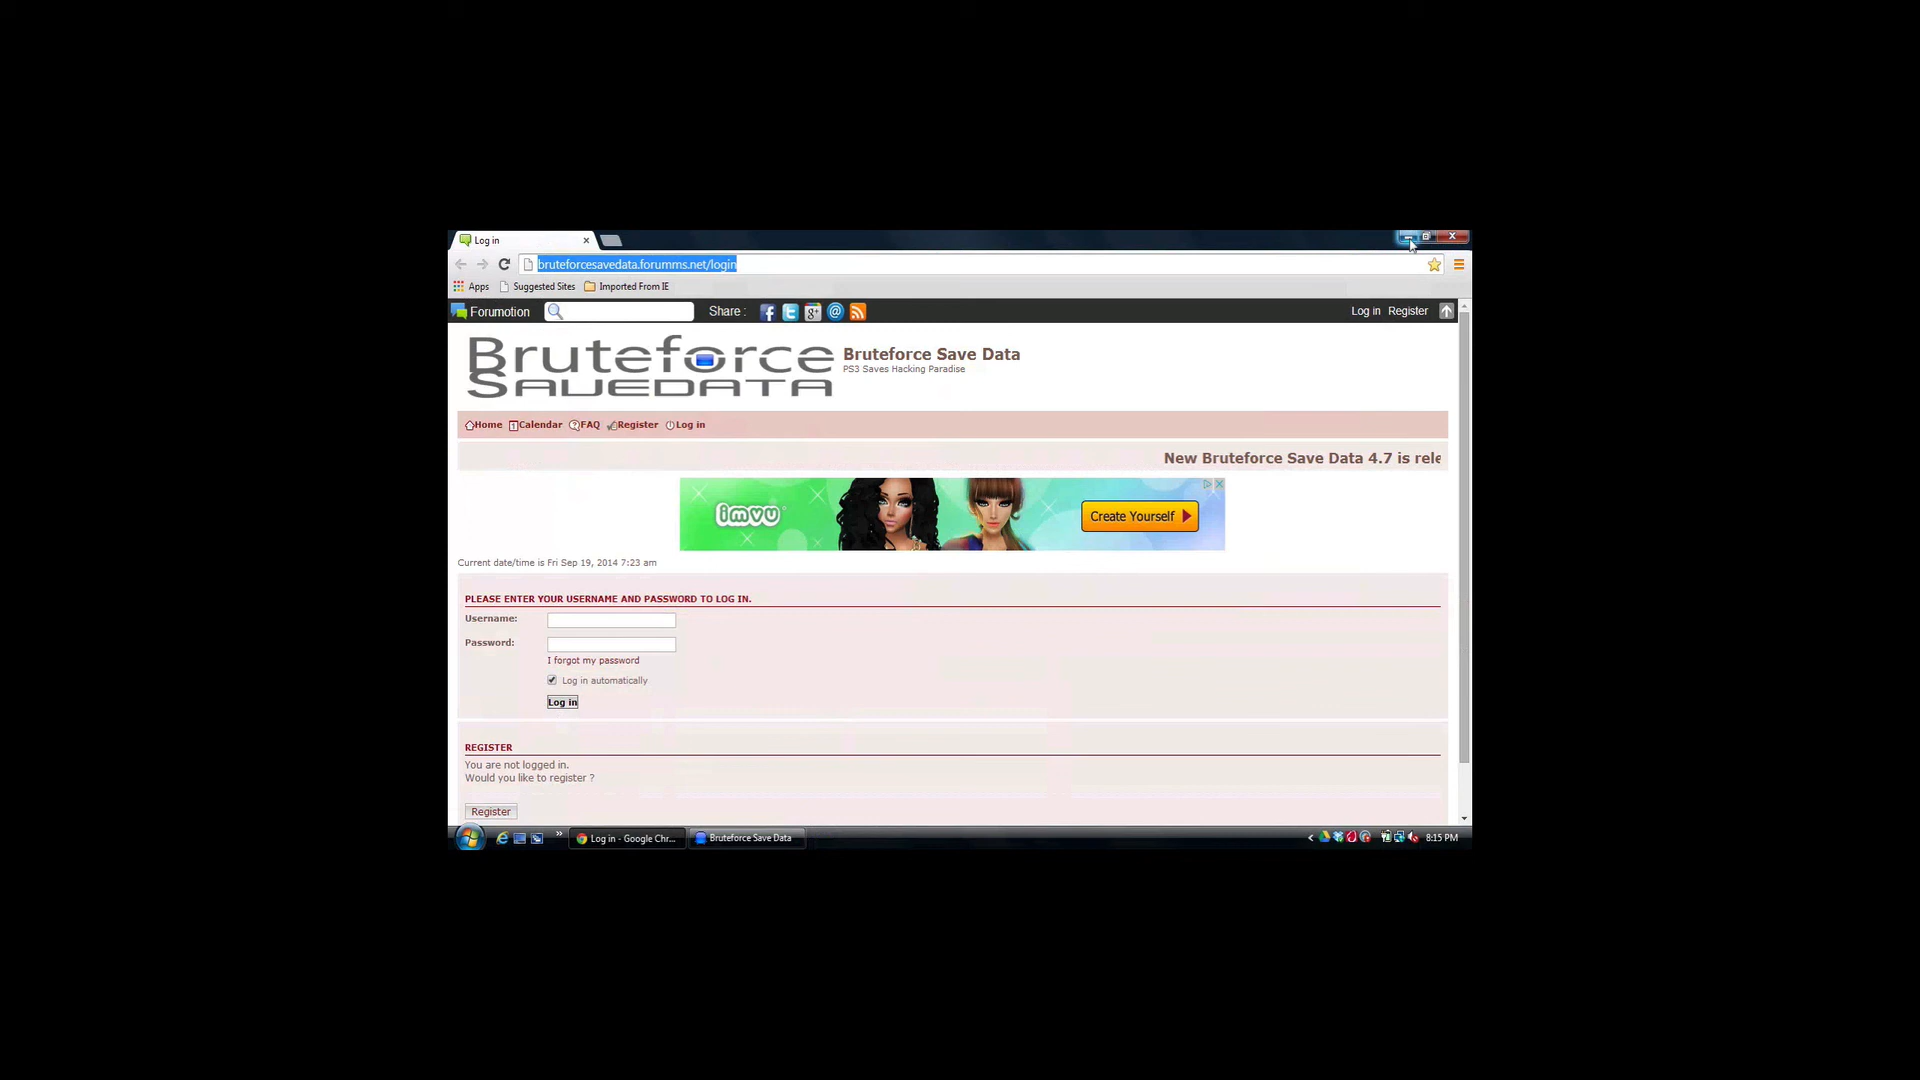 Log in
bruteforcesavedata.forumms.net/login
Apps Suggested Sites Imported From IE
Forumotion Share : Log in Register
Bruteforce SAVEDATA
Bruteforce Save Data
PS3 Saves Hacking Paradise
Home Calendar FAQ Register Log in
New Bruteforce Save Data 4.7 is rele
imvu Create Yourself
Current date/time is Fri Sep 19, 2014 7:23 am
PLEASE ENTER YOUR USERNAME AND PASSWORD TO LOG IN.
Username:
Password:
I forgot my password
Log in automatically
Log in
REGISTER
You are not logged in.
Would you like to register ?
Register
Log in - Google Chr... Bruteforce Save Data 8:15 PM